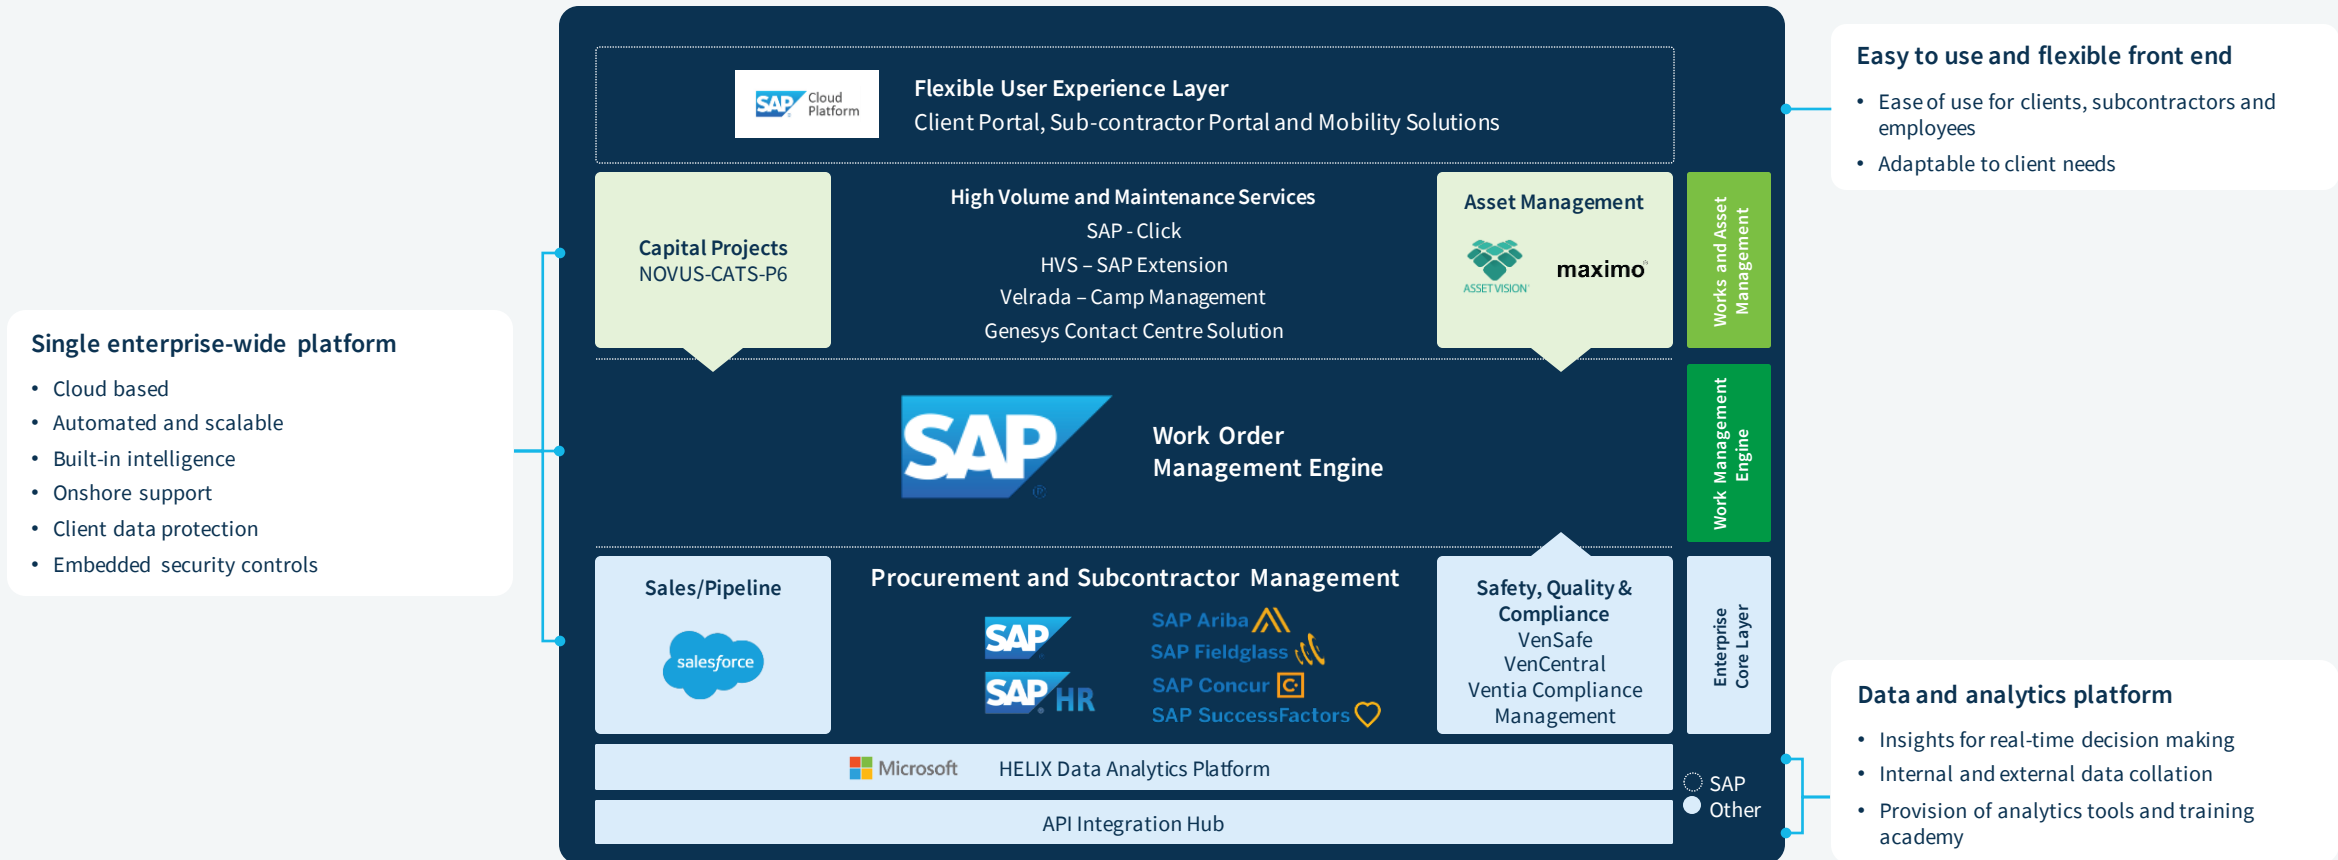 SAP Cloud
Platform
Flexible User Experience Layer
Client Portal, Sub-contractor Portal and Mobility Solutions
Easy to use and flexible front end
• Ease of use for clients, subcontractors and
employees
• Adaptable to client needs
Capital Projects
NOVUS-CATS-P6
High Volume and Maintenance Services
SAP - Click
HVS – SAP Extension
Velrada – Camp Management
Genesys Contact Centre Solution
Asset Management
ASSETVISION
maximo
Works and Asset
Management
Single enterprise-wide platform
• Cloud based
• Automated and scalable
• Built-in intelligence
• Onshore support
• Client data protection
• Embedded security controls
SAP
Work Order
Management Engine
Work Management
Engine
Sales/Pipeline
salesforce
Procurement and Subcontractor Management
SAP
SAP HR
SAP Ariba
SAP Fieldglass
SAP Concur
SAP SuccessFactors
Safety, Quality &
Compliance
VenSafe
VenCentral
Ventia Compliance
Management
Enterprise
Core Layer
Microsoft HELIX Data Analytics Platform
API Integration Hub
SAP
Other
Data and analytics platform
• Insights for real-time decision making
• Internal and external data collation
• Provision of analytics tools and training
academy